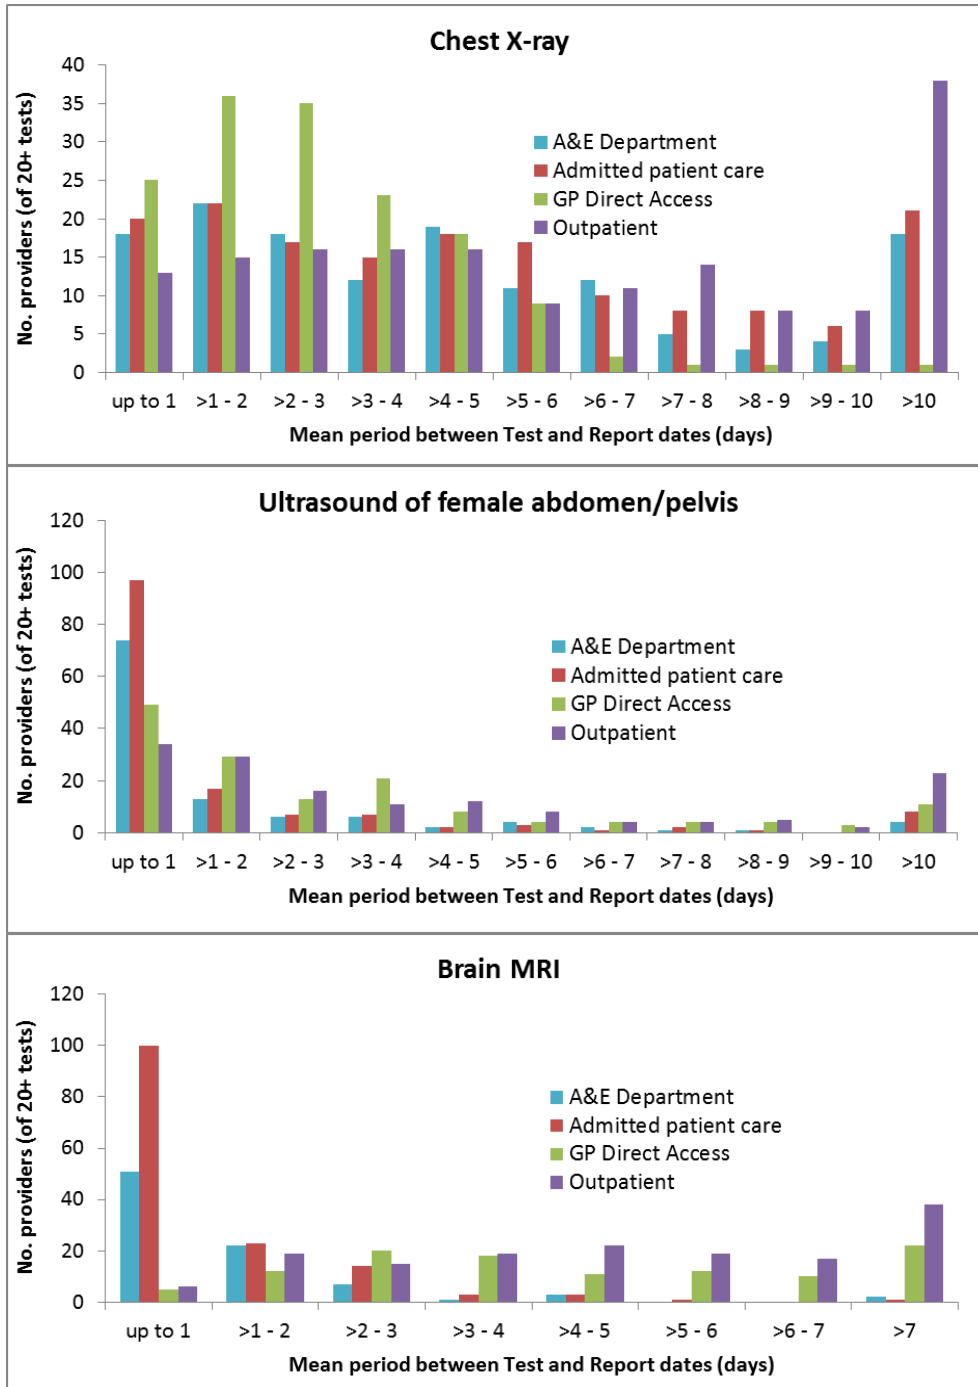 Chest X-ray
No. providers (of 20+ tests)
40
35
30
25
20
15
10
5
0
A&E Department
Admitted patient care
GP Direct Access
Outpatient
up to 1 >1 - 2 >2 - 3 >3 - 4 >4 - 5 >5 - 6 >6 - 7 >7 - 8 >8 - 9 >9 - 10 >10
Mean period between Test and Report dates (days)
Ultrasound of female abdomen/pelvis
No. providers (of 20+ tests)
120
100
80
60
40
20
0
A&E Department
Admitted patient care
GP Direct Access
Outpatient
up to 1 >1 - 2 >2 - 3 >3 - 4 >4 - 5 >5 - 6 >6 - 7 >7 - 8 >8 - 9 >9 - 10 >10
Mean period between Test and Report dates (days)
Brain MRI
No. providers (of 20+ tests)
120
100
80
60
40
20
0
A&E Department
Admitted patient care
GP Direct Access
Outpatient
up to 1 >1 - 2 >2 - 3 >3 - 4 >4 - 5 >5 - 6 >6 - 7 >7
Mean period between Test and Report dates (days)